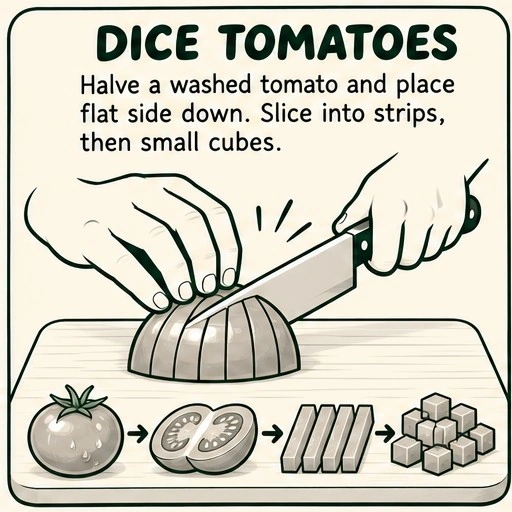 DICE TOMATOES
Halve a washed tomato and place
flat side down. Slice into strips,
then small cubes.